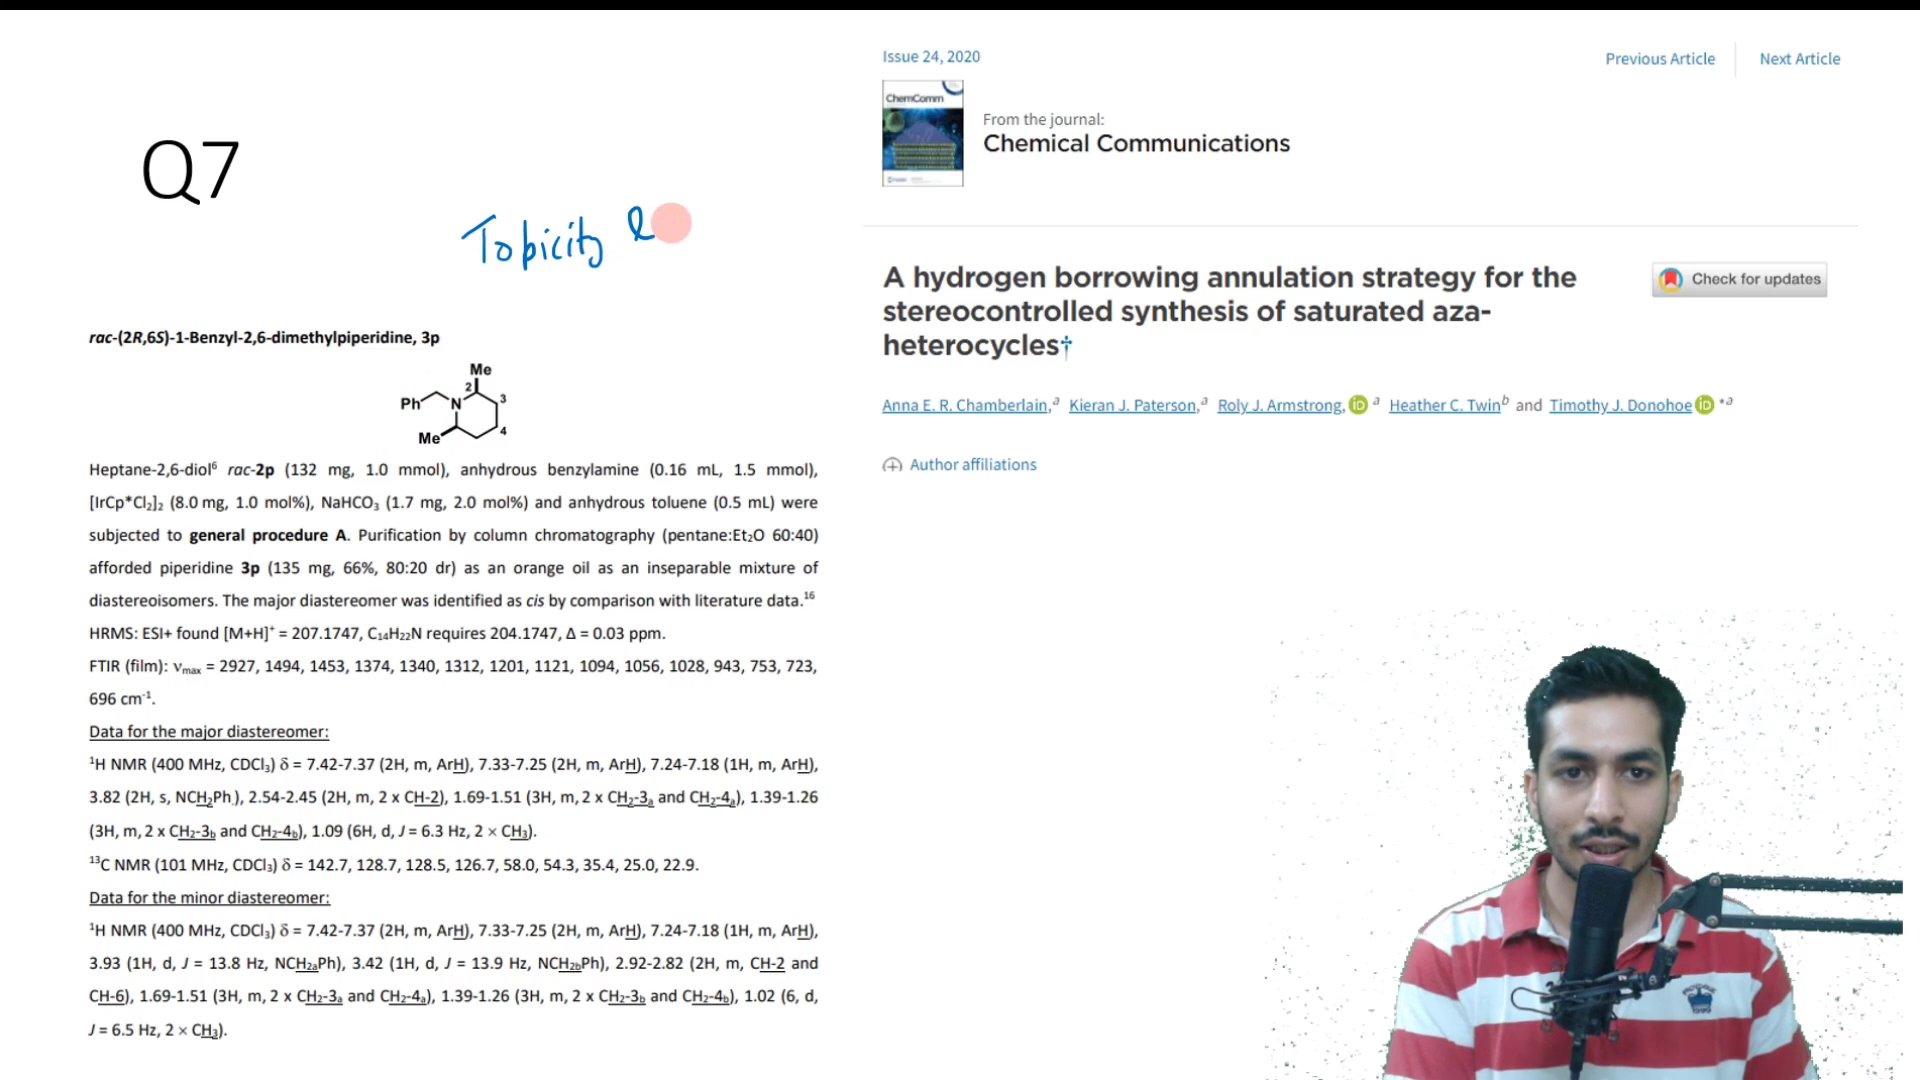 Issue 24, 2020
Previous Article
Next Article
ChemComm
From the journal:
Chemical Communications
Q7
Topicity &
A hydrogen borrowing annulation strategy for the
stereocontrolled synthesis of saturated aza-
heterocycles†
Check for updates
Anna E. R. Chamberlain,ᵃ Kieran J. Paterson,ᵃ Roly J. Armstrong, iD ᵃ Heather C. Twinᵇ and Timothy J. Donohoe iD *ᵃ
Author affiliations
rac-(2R,6S)-1-Benzyl-2,6-dimethylpiperidine, 3p
Me
2
3
Ph N
4
Me
Heptane-2,6-diol⁶ rac-2p (132 mg, 1.0 mmol), anhydrous benzylamine (0.16 mL, 1.5 mmol),
[IrCp*Cl₂]₂ (8.0 mg, 1.0 mol%), NaHCO₃ (1.7 mg, 2.0 mol%) and anhydrous toluene (0.5 mL) were
subjected to general procedure A. Purification by column chromatography (pentane:Et₂O 60:40)
afforded piperidine 3p (135 mg, 66%, 80:20 dr) as an orange oil as an inseparable mixture of
diastereoisomers. The major diastereomer was identified as cis by comparison with literature data.¹⁶
HRMS: ESI+ found [M+H]⁺ = 207.1747, C₁₄H₂₂N requires 204.1747, Δ = 0.03 ppm.
FTIR (film): νₘₐₓ = 2927, 1494, 1453, 1374, 1340, 1312, 1201, 1121, 1094, 1056, 1028, 943, 753, 723,
696 cm⁻¹.
Data for the major diastereomer:
¹H NMR (400 MHz, CDCl₃) δ = 7.42-7.37 (2H, m, ArH), 7.33-7.25 (2H, m, ArH), 7.24-7.18 (1H, m, ArH),
3.82 (2H, s, NCH₂Ph,), 2.54-2.45 (2H, m, 2 x CH-2), 1.69-1.51 (3H, m, 2 x CH₂-3ₐ and CH₂-4ₐ), 1.39-1.26
(3H, m, 2 x CH₂-3b and CH₂-4b), 1.09 (6H, d, J = 6.3 Hz, 2 × CH₃).
¹³C NMR (101 MHz, CDCl₃) δ = 142.7, 128.7, 128.5, 126.7, 58.0, 54.3, 35.4, 25.0, 22.9.
Data for the minor diastereomer:
¹H NMR (400 MHz, CDCl₃) δ = 7.42-7.37 (2H, m, ArH), 7.33-7.25 (2H, m, ArH), 7.24-7.18 (1H, m, ArH),
3.93 (1H, d, J = 13.8 Hz, NCH₂ₐPh), 3.42 (1H, d, J = 13.9 Hz, NCH₂bPh), 2.92-2.82 (2H, m, CH-2 and
CH-6), 1.69-1.51 (3H, m, 2 x CH₂-3ₐ and CH₂-4ₐ), 1.39-1.26 (3H, m, 2 x CH₂-3b and CH₂-4b), 1.02 (6, d,
J = 6.5 Hz, 2 × CH₃).